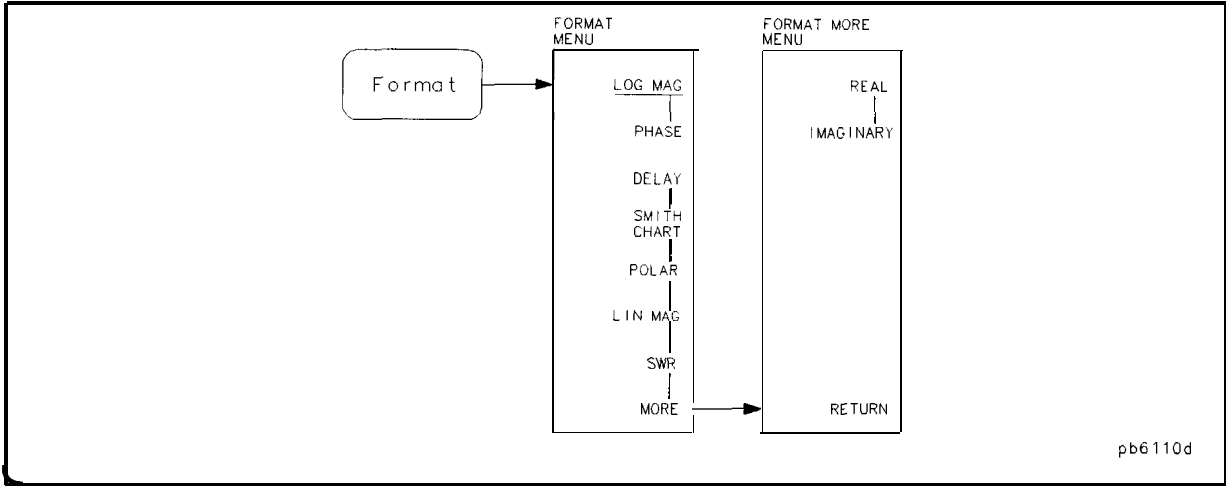 Format
FORMAT
MENU
LOG MAG
PHASE
DELAY
SMITH
CHART
POLAR
LIN MAG
SWR
MORE
FORMAT MORE
MENU
REAL
IMAGINARY
RETURN
pb6110d